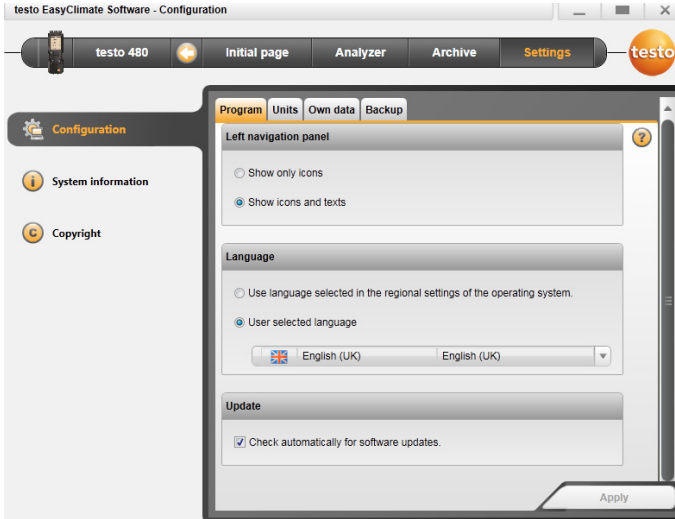 testo EasyClimate Software - Configuration
testo 480
Initial page
Analyzer
Archive
Settings
testo
Configuration
System information
Copyright
Program
Units
Own data
Backup
Left navigation panel
?
Show only icons
Show icons and texts
Language
Use language selected in the regional settings of the operating system.
User selected language
English (UK) English (UK)
Update
Check automatically for software updates.
Apply